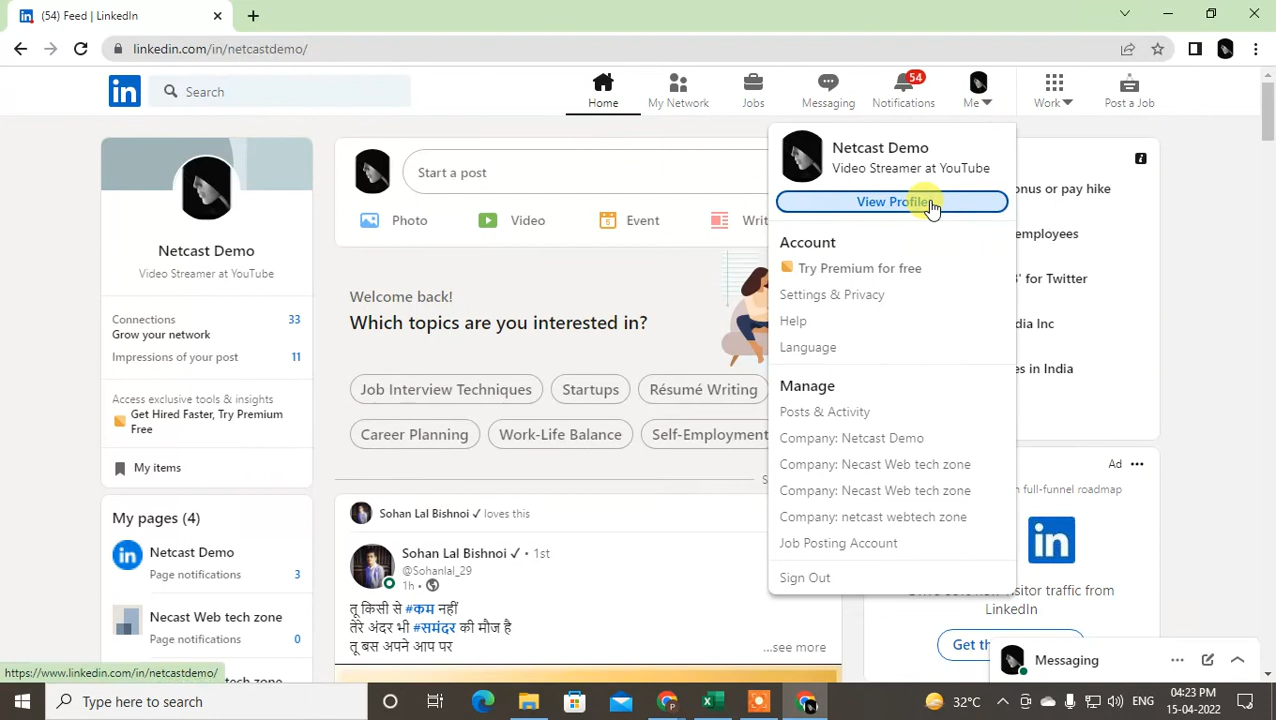 (54) Feed | LinkedIn
linkedin.com/in/netcastdemo/
in
Search
Home
My Network
Jobs
Messaging
54
Notifications
Me
Work
Post a Job
Netcast Demo
Video Streamer at YouTube
Connections 33
Grow your network
Impressions of your post 11
Access exclusive tools & insights
Get Hired Faster, Try Premium
Free
My items
My pages (4)
Netcast Demo
Page notifications 3
Necast Web tech zone
Page notifications 0
Start a post
Photo
Video
Event
Welcome back!
Which topics are you interested in?
Job Interview Techniques
Startups
Résumé Writing
Career Planning
Work-Life Balance
Self-Employment
Sohan Lal Bishnoi ✓ loves this
Sohan Lal Bishnoi ✓ • 1st
@Sohanlal_29
1h •
तू किसी से #कम नहीं
तेरे अंदर भी #समंदर की मौज है
तू बस अपने आप पर
...see more
Netcast Demo
Video Streamer at YouTube
View Profile
Account
Try Premium for free
Settings & Privacy
Help
Language
Manage
Posts & Activity
Company: Netcast Demo
Company: Necast Web tech zone
Company: Necast Web tech zone
Company: netcast webtech zone
Job Posting Account
Sign Out
or pay hike
employees
for Twitter
Inc
in India
Ad
full-funnel roadmap
in
visitor traffic from
LinkedIn
Messaging
https://www.linkedin.com/in/netcastdemo/
Type here to search
32°C
ENG
04:23 PM
15-04-2022